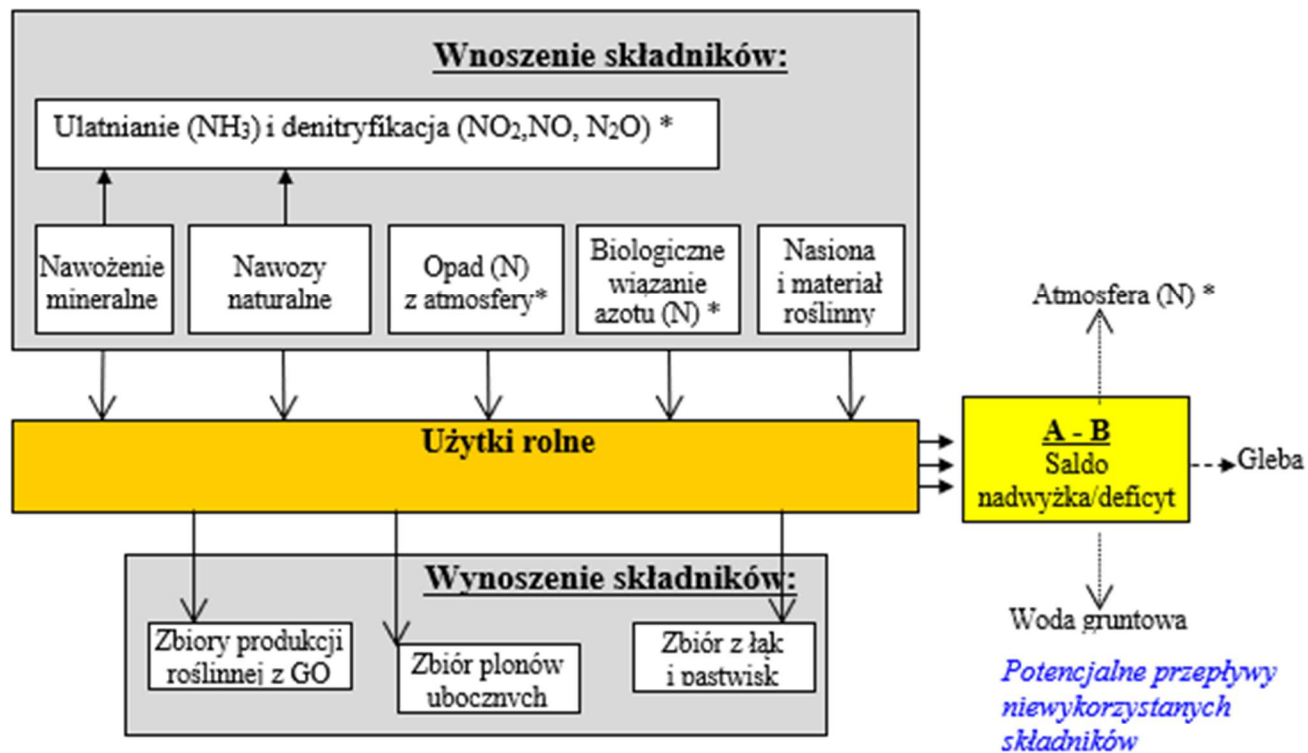 Wnoszenie składników:
Ulatnianie (NH₃) i denitryfikacja (NO₂,NO, N₂O) *
Nawożenie
mineralne
Nawozy
naturalne
Opad (N)
z atmosfery*
Biologiczne
wiązanie
azotu (N) *
Nasiona
i materiał
roślinny
Atmosfera (N) *
Użytki rolne
A - B
Saldo
nadwyżka/deficyt
Gleba
Wynoszenie składników:
Zbiory produkcji
roślinnej z GO
Zbiór plonów
ubocznych
Zbiór z łąk
i pastwisk
Woda gruntowa
Potencjalne przepływy
niewykorzystanych
składników